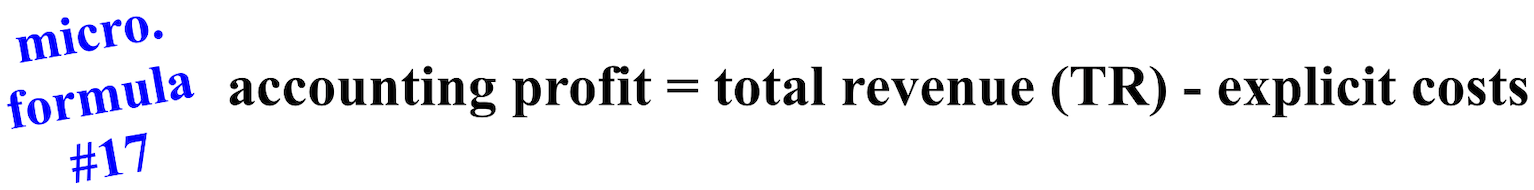 micro.
formula
#17
accounting profit = total revenue (TR) - explicit costs